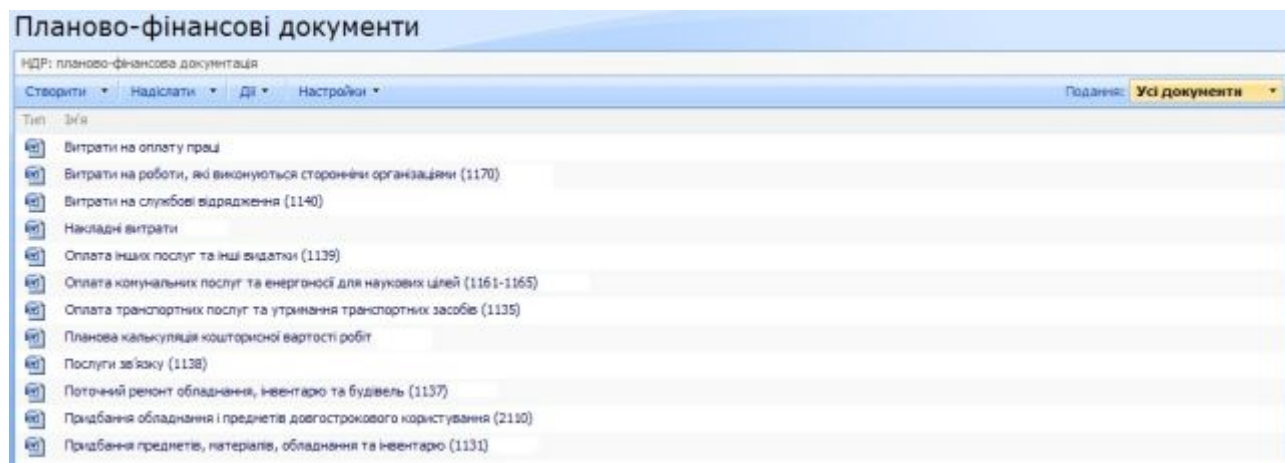 Планово-фінансові документи
НДР: планово-фінансова докумнтація
Створити Надіслати Дії Настройки Подання: Усі документи
Тип Ім'я
Витрати на оплату праці
Витрати на роботи, які виконуються сторонніми організаціями (1170)
Витрати на службові відрядження (1140)
Накладні витрати
Оплата інших послуг та інші видатки (1139)
Оплата комунальних послуг та енергоносії для наукових цілей (1161-1165)
Оплата транспортних послуг та утримання транспортних засобів (1135)
Планова калькуляція кошторисної вартості робіт
Послуги зв'язку (1138)
Поточний ремонт обладнання, інвентарю та будівель (1137)
Придбання обладнання і предметів довгострокового користування (2110)
Придбання предметів, матеріалів, обладнання та інвентарю (1131)